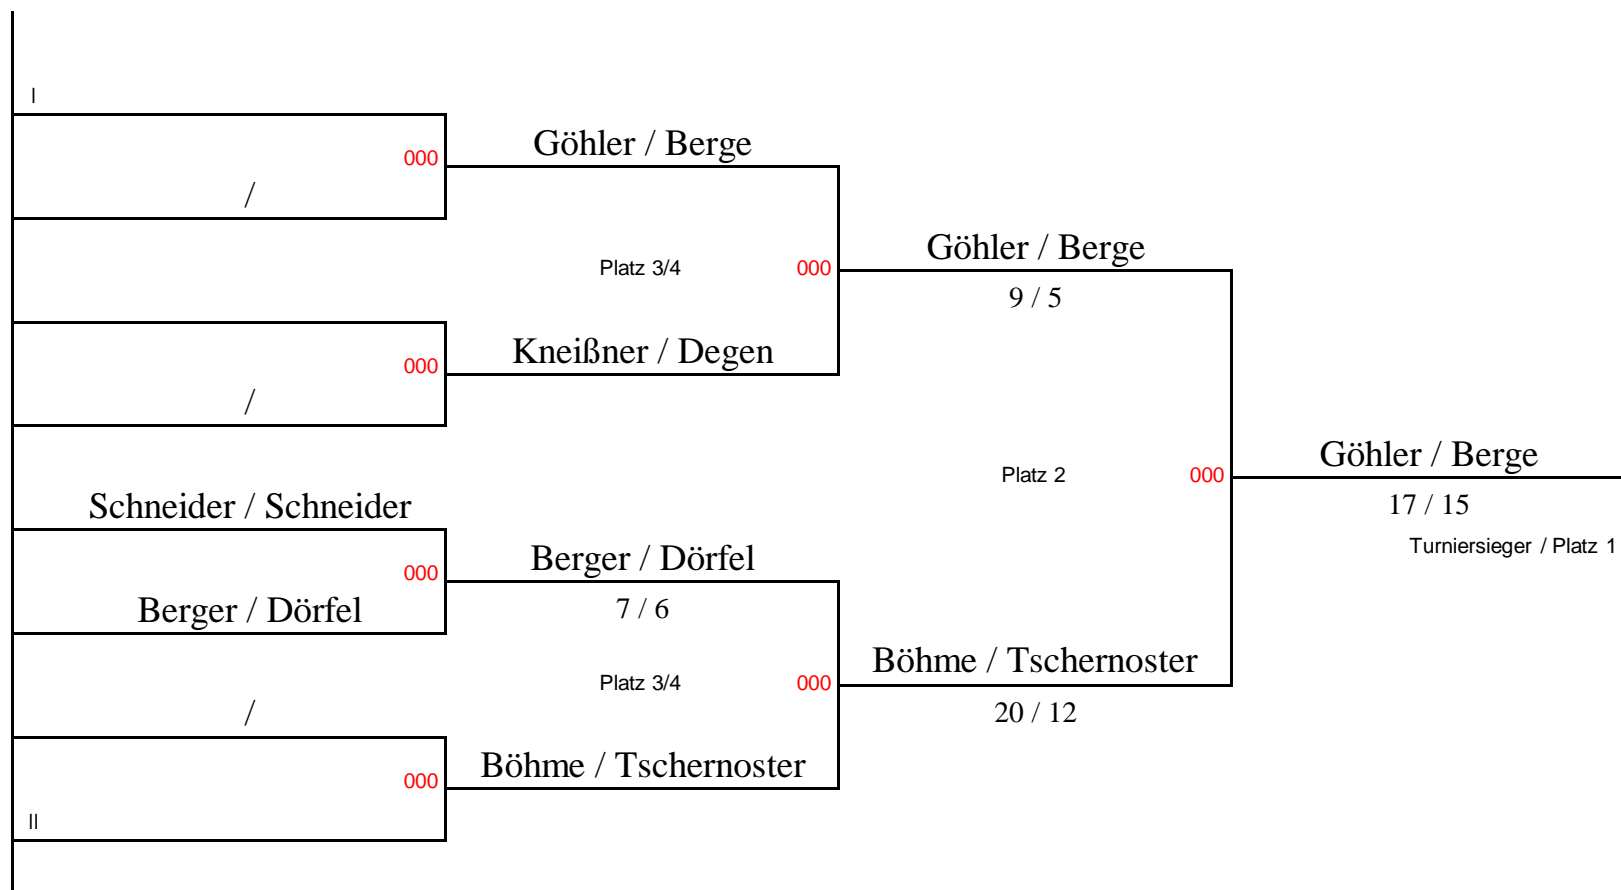 I
000
/
Göhler / Berge
Platz 3/4
000
Göhler / Berge
9 / 5
000
/
Kneißner / Degen
Platz 2
000
Göhler / Berge
17 / 15
Turniersieger / Platz 1
Schneider / Schneider
000
Berger / Dörfel
Berger / Dörfel
7 / 6
Platz 3/4
000
Böhme / Tschernoster
20 / 12
/
000
II
Böhme / Tschernoster